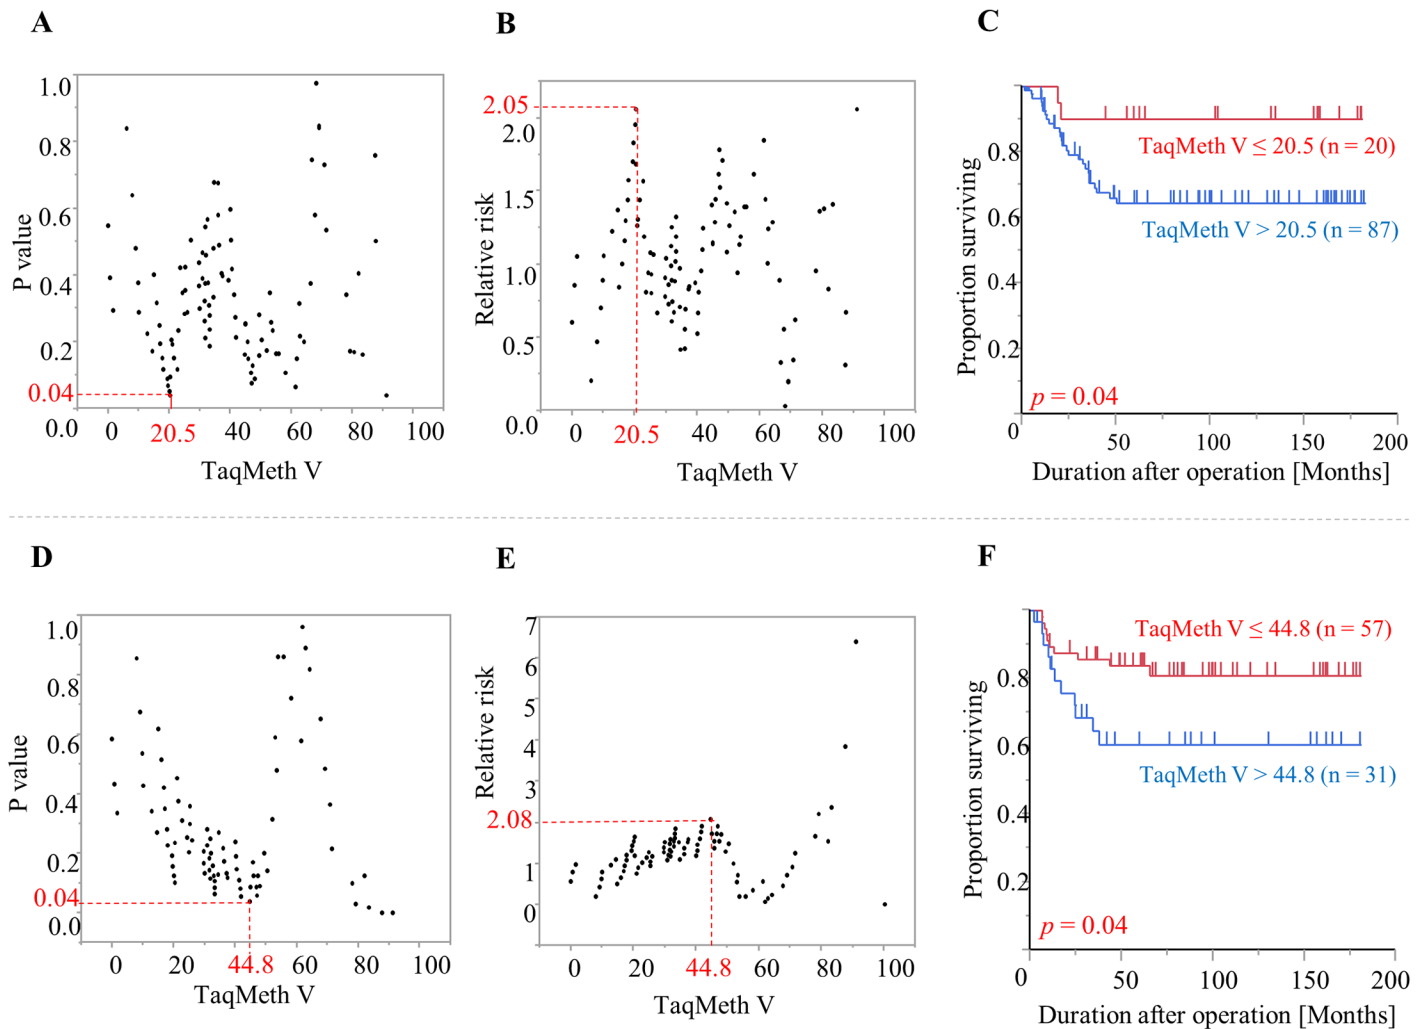 A
P value
1.0
0.8
0.6
0.4
0.2
0.04
0.0
0
20.5
40
60
80
100
TaqMeth V
B
Relative risk
2.05
2.0
1.5
1.0
0.5
0.0
0
20.5
40
60
80
100
TaqMeth V
C
Proportion surviving
0.8
0.6
0.4
0.2
TaqMeth V ≤ 20.5 (n = 20)
TaqMeth V > 20.5 (n = 87)
p = 0.04
0
50
100
150
200
Duration after operation [Months]
D
P value
1.0
0.8
0.6
0.4
0.2
0.04
0.0
0
20
44.8
60
80
100
TaqMeth V
E
Relative risk
7
6
5
4
3
2.08
1
0
0
20
44.8
60
80
100
TaqMeth V
F
Proportion surviving
0.8
0.6
0.4
0.2
TaqMeth V ≤ 44.8 (n = 57)
TaqMeth V > 44.8 (n = 31)
p = 0.04
0
50
100
150
200
Duration after operation [Months]